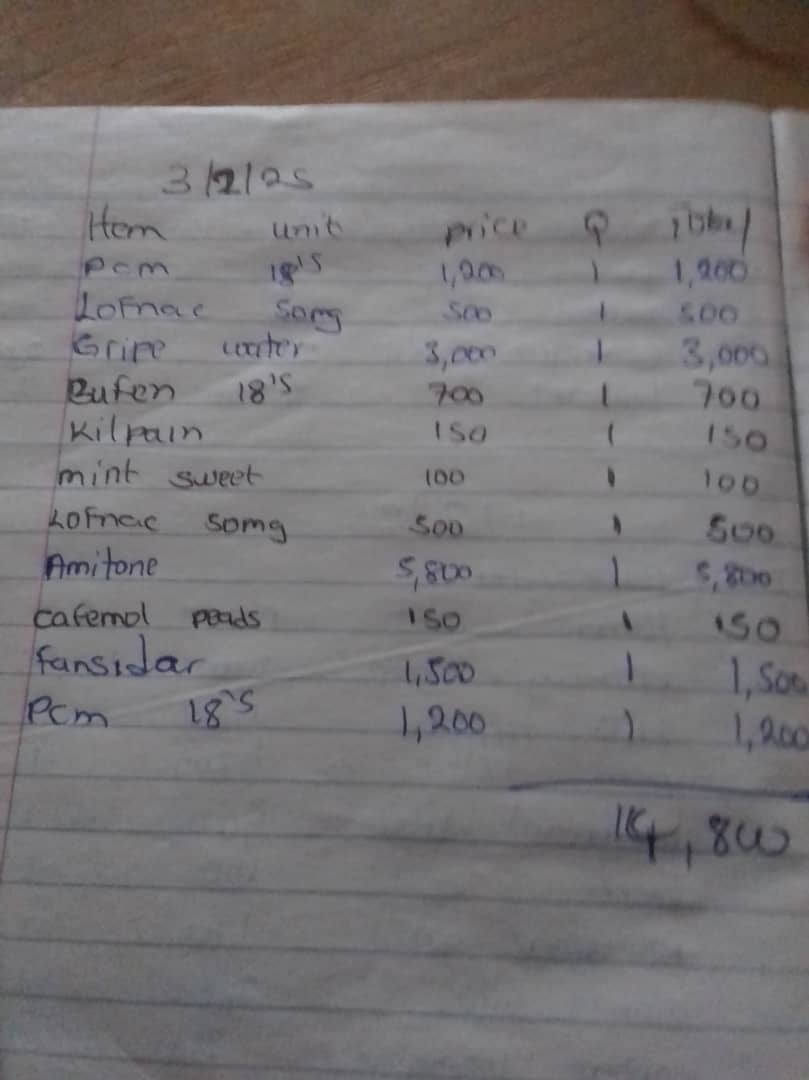 3/2/25
Item unit price Q total
Pcm 18's 1,200 1 1,200
Lofnac 50mg 500 1 500
Gripe water 3,000 1 3,000
Bufen 18's 700 1 700
Kilpain 150 1 150
mint sweet 100 1 100
Lofnac 50mg 500 1 500
Amitone 5,800 1 5,800
Cafemol peads 150 1 150
fansidar 1,500 1 1,500
Pcm 18's 1,200 1 1,200
14,800